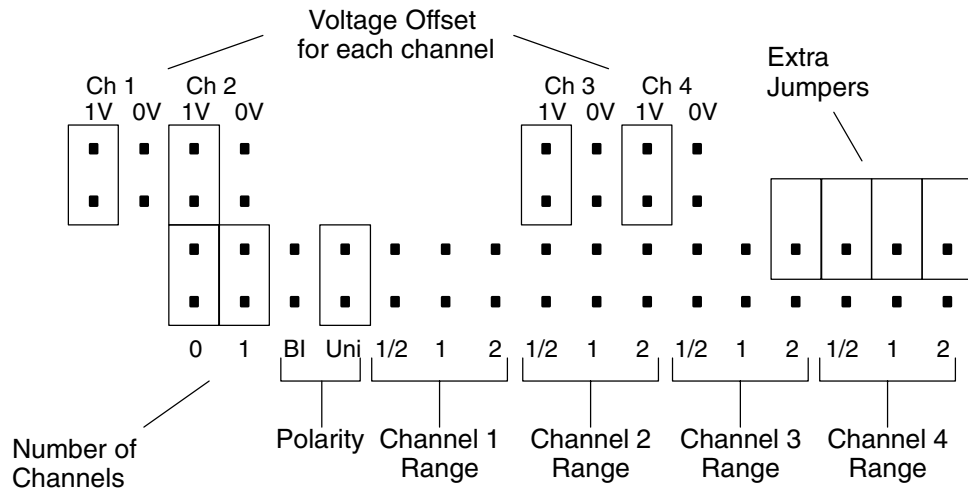 Voltage Offset
for each channel
Extra
Jumpers
Ch 1 Ch 2 Ch 3 Ch 4
1V 0V 1V 0V 1V 0V 1V 0V
0 1 BI Uni 1/2 1 2 1/2 1 2 1/2 1 2 1/2 1 2
Number of
Channels
Polarity
Channel 1
Range
Channel 2
Range
Channel 3
Range
Channel 4
Range